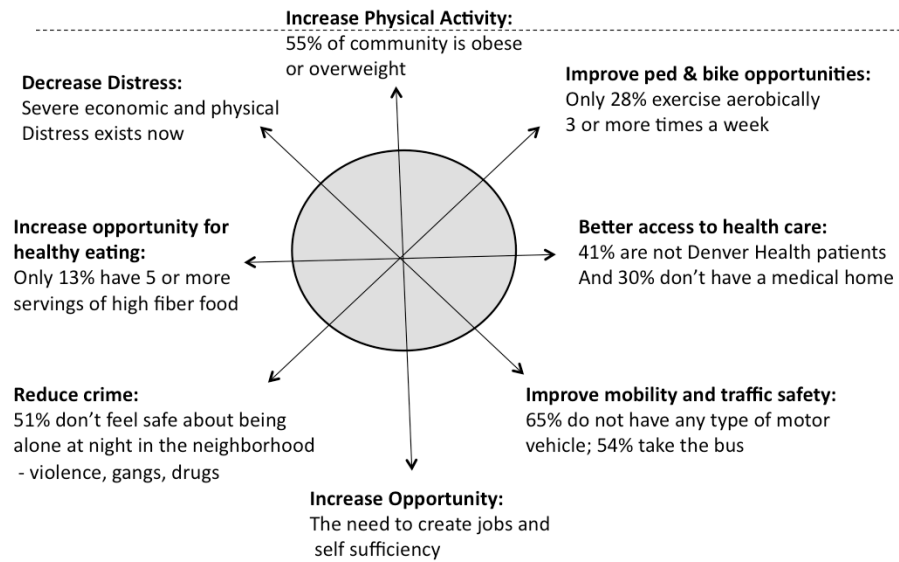 Increase Physical Activity:
55% of community is obese
or overweight
Improve ped & bike opportunities:
Only 28% exercise aerobically
3 or more times a week
Better access to health care:
41% are not Denver Health patients
And 30% don’t have a medical home
Improve mobility and traffic safety:
65% do not have any type of motor
vehicle; 54% take the bus
Increase Opportunity:
The need to create jobs and
self sufficiency
Reduce crime:
51% don’t feel safe about being
alone at night in the neighborhood
- violence, gangs, drugs
Increase opportunity for
healthy eating:
Only 13% have 5 or more
servings of high fiber food
Decrease Distress:
Severe economic and physical
Distress exists now